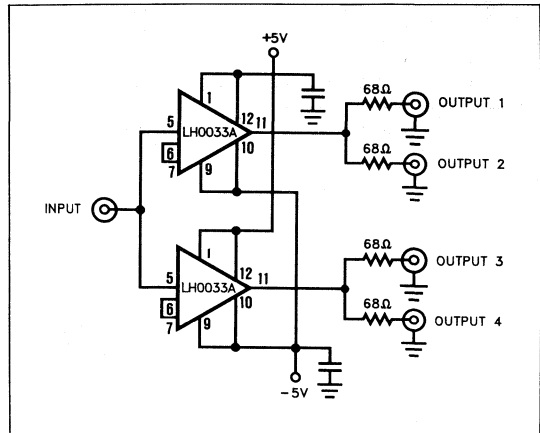 +5V
1
12
11
5
LH0033A
6
7
10
9
68Ω
OUTPUT 1
68Ω
OUTPUT 2
INPUT
1
12
11
5
LH0033A
6
7
10
9
68Ω
OUTPUT 3
68Ω
OUTPUT 4
-5V